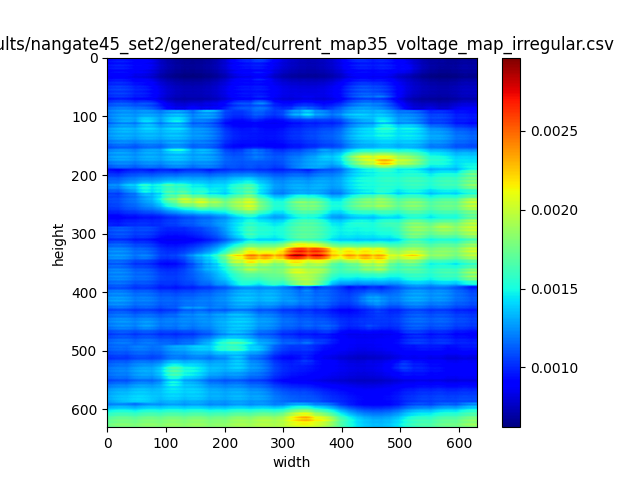 ults/nangate45_set2/generated/current_map35_voltage_map_irregular.csv
0
100
200
300
400
500
600
height
0 100 200 300 400 500 600
width
0.0025
0.0020
0.0015
0.0010